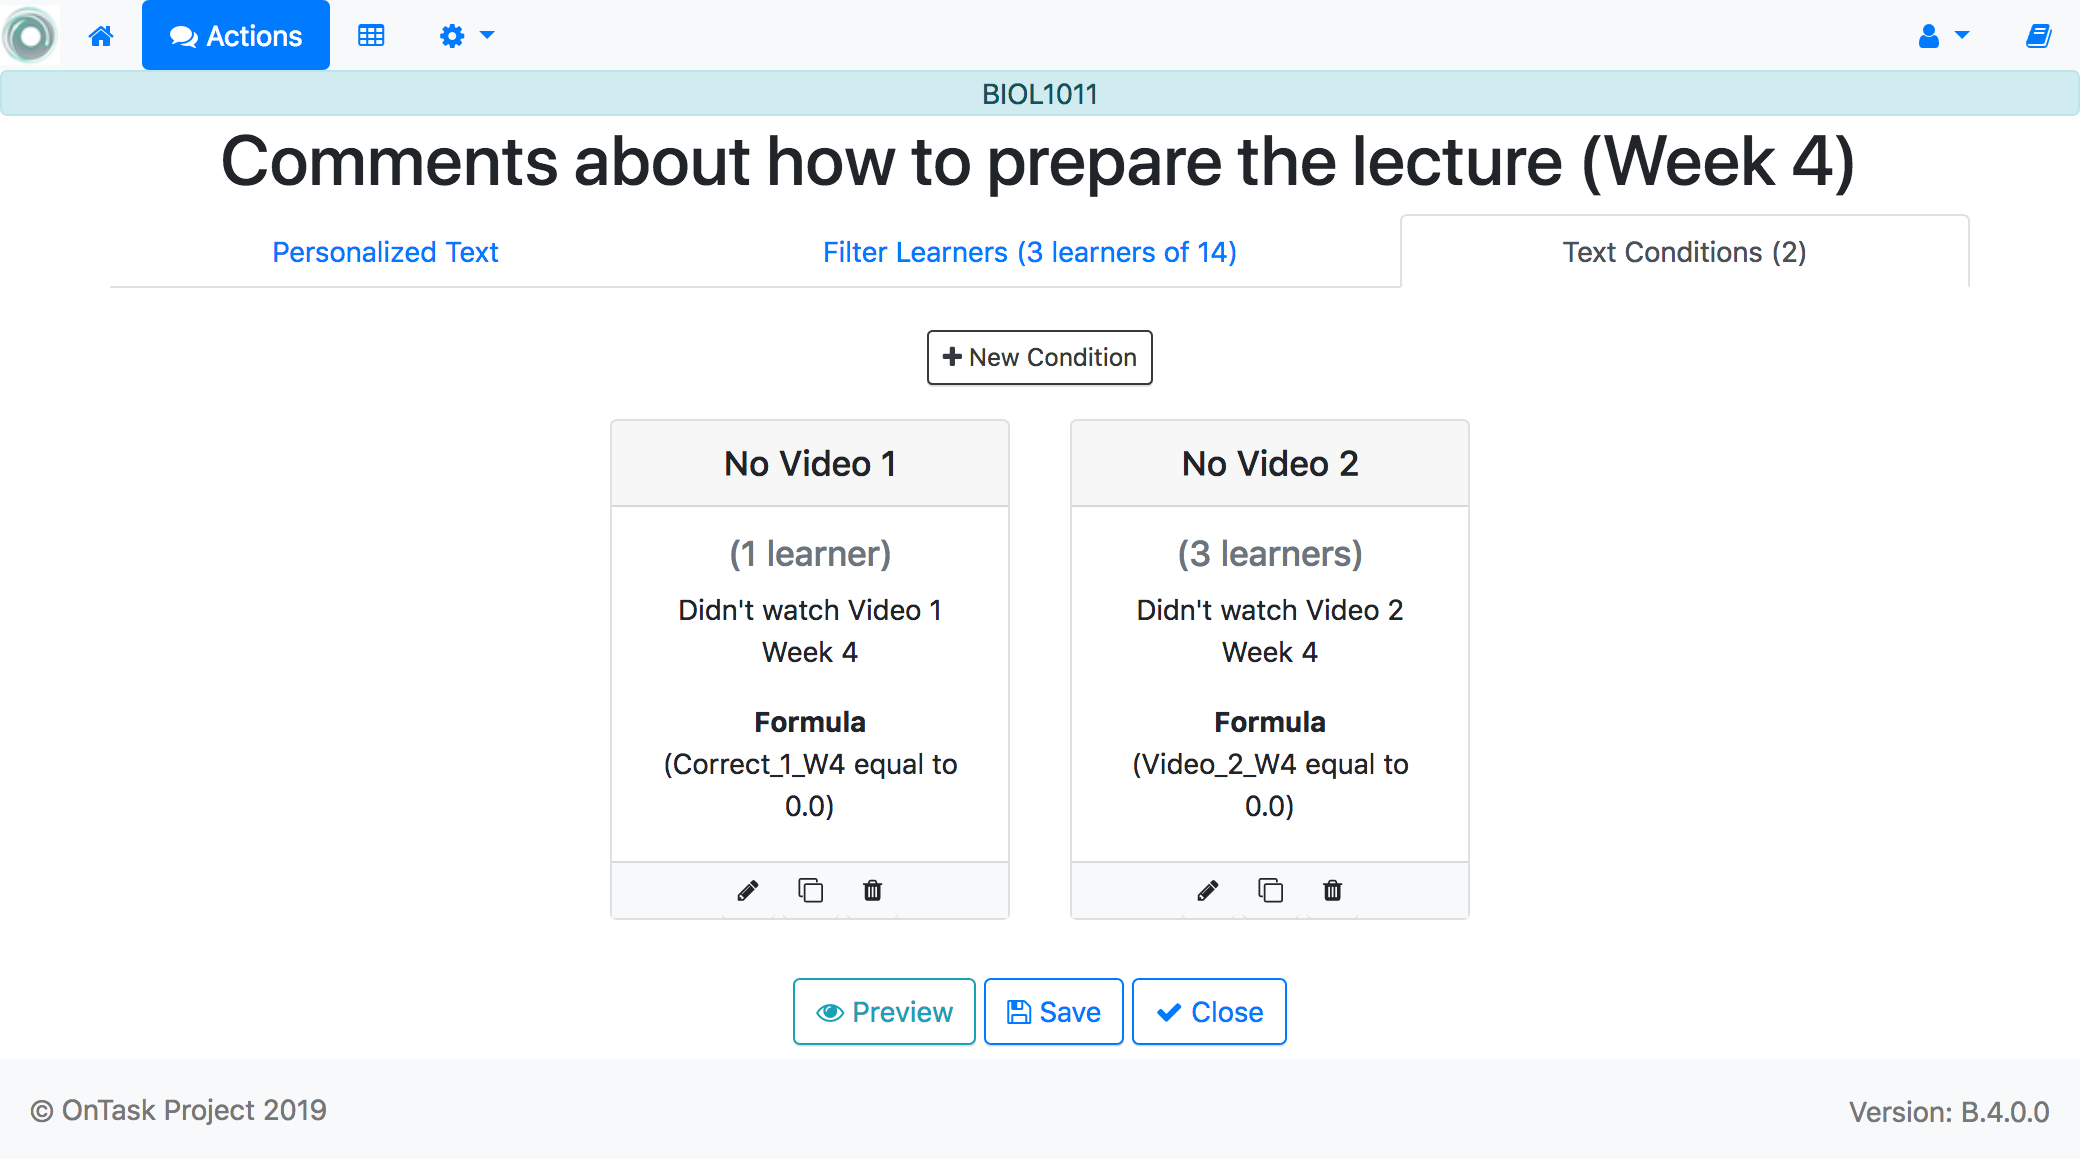 Actions
BIOL1011
Comments about how to prepare the lecture (Week 4)
Personalized Text
Filter Learners (3 learners of 14)
Text Conditions (2)
New Condition
No Video 1
(1 learner)
Didn't watch Video 1
Week 4
Formula
(Correct_1_W4 equal to
0.0)
No Video 2
(3 learners)
Didn't watch Video 2
Week 4
Formula
(Video_2_W4 equal to
0.0)
Preview
Save
Close
© OnTask Project 2019
Version: B.4.0.0